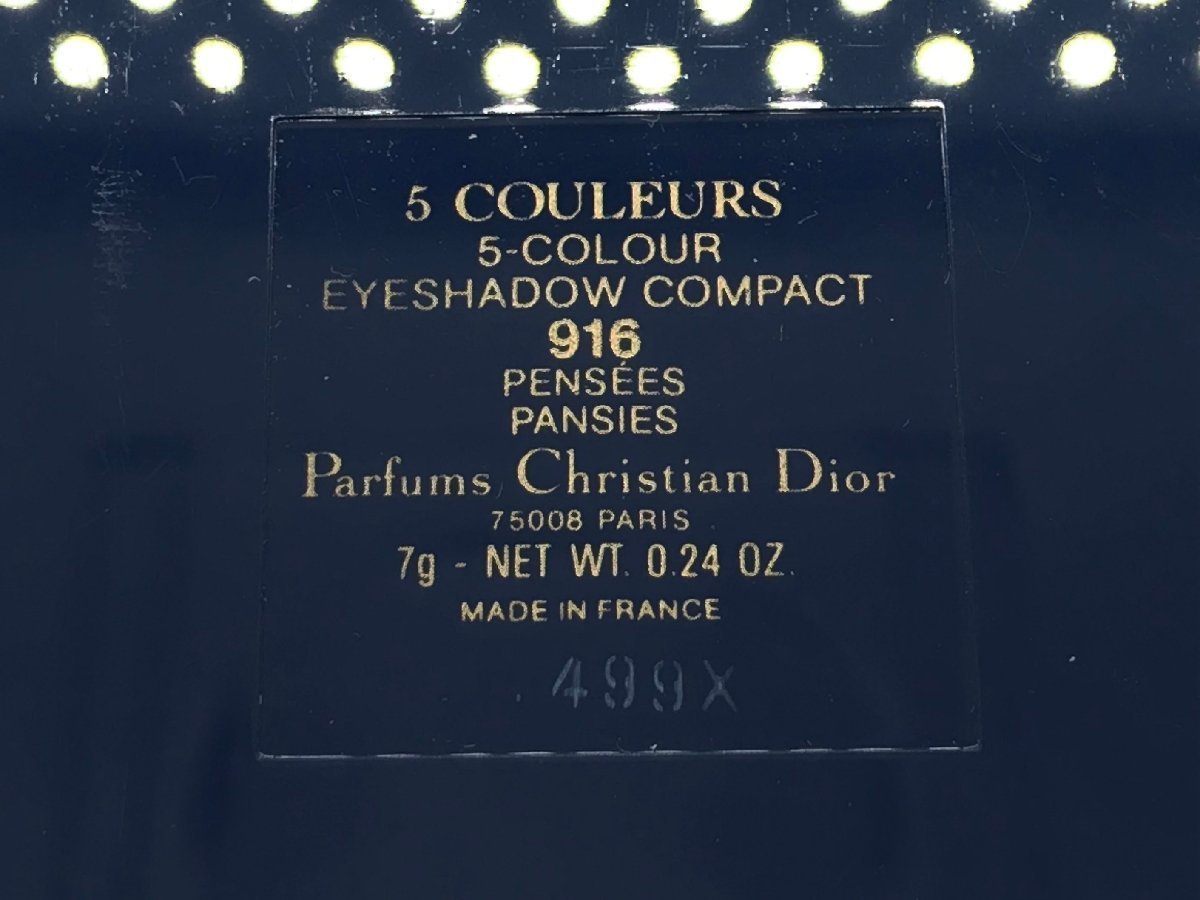 5 COULEURS
5-COLOUR
EYESHADOW COMPACT
916
PENSÉES
PANSIES
Parfums Christian Dior
75008 PARIS
7g - NET WT. 0.24 OZ.
MADE IN FRANCE
499X